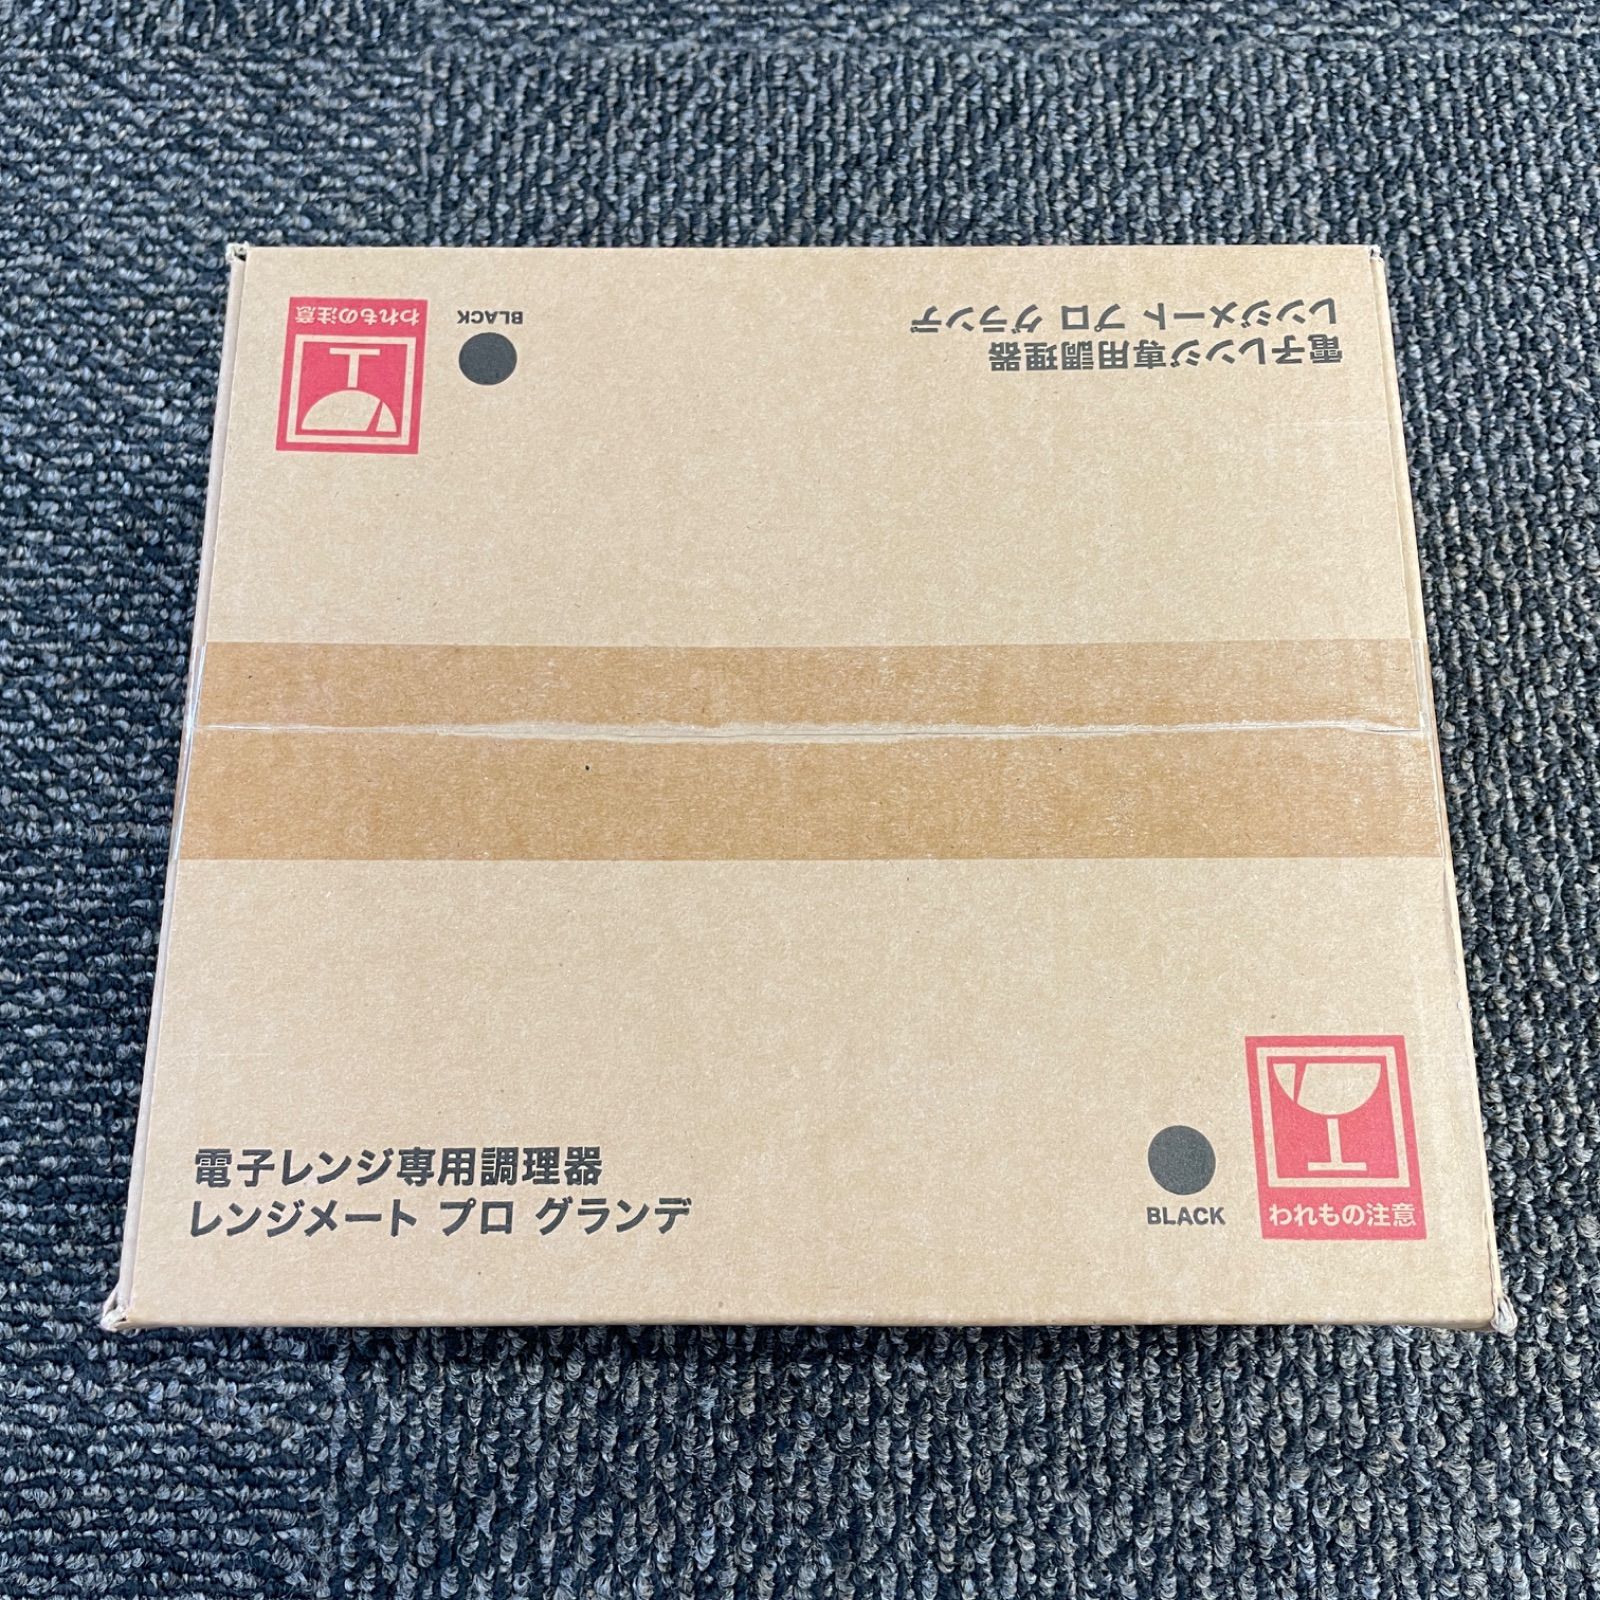 われもの注意
BLACK
電子レンジ専用調理器
レンジメート プロ グランデ
電子レンジ専用調理器
レンジメート プロ グランデ
BLACK
われもの注意